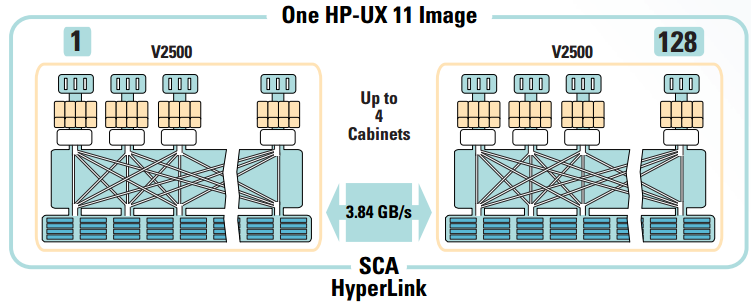 One HP-UX 11 Image
1
V2500
V2500
128
Up to
4
Cabinets
3.84 GB/s
SCA
HyperLink